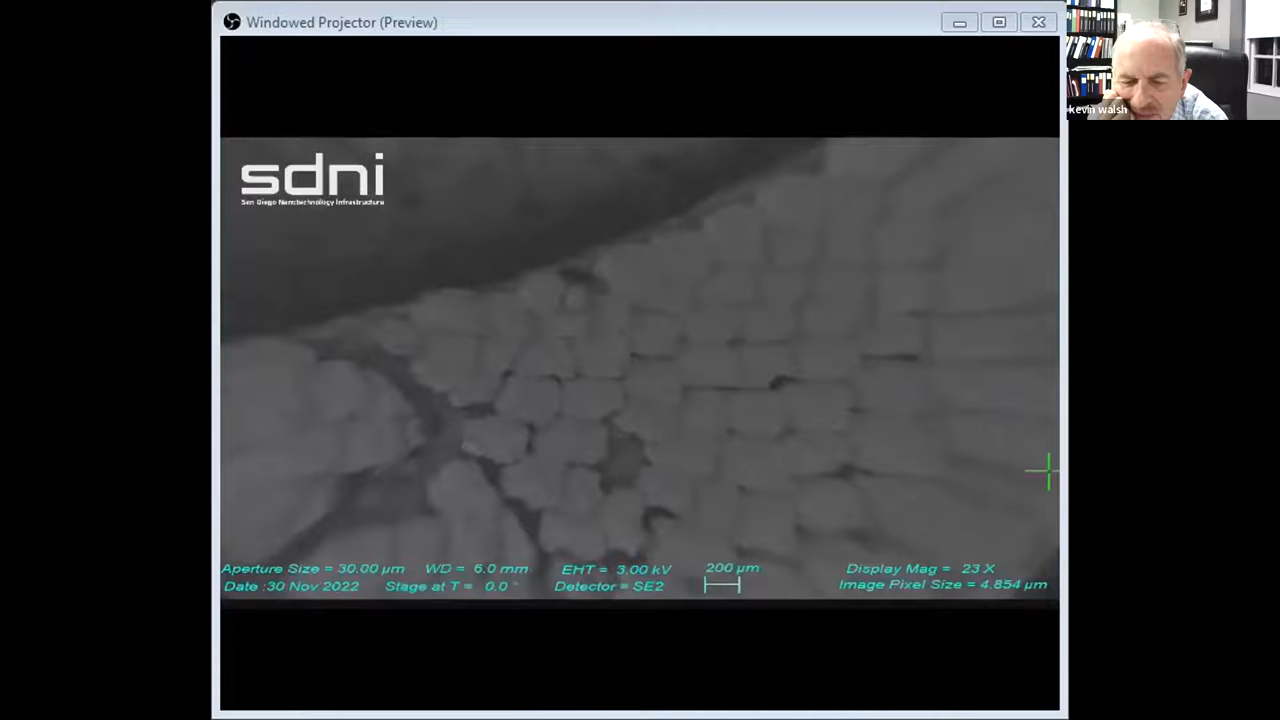 Windowed Projector (Preview)
kevin walsh
sdni
San Diego Nanotechnology Infrastructure
Aperture Size = 30.00 µm WD = 6.0 mm EHT = 3.00 kV 200 µm Display Mag = 23 X
Date :30 Nov 2022 Stage at T = 0.0 ° Detector = SE2 Image Pixel Size = 4.854 µm